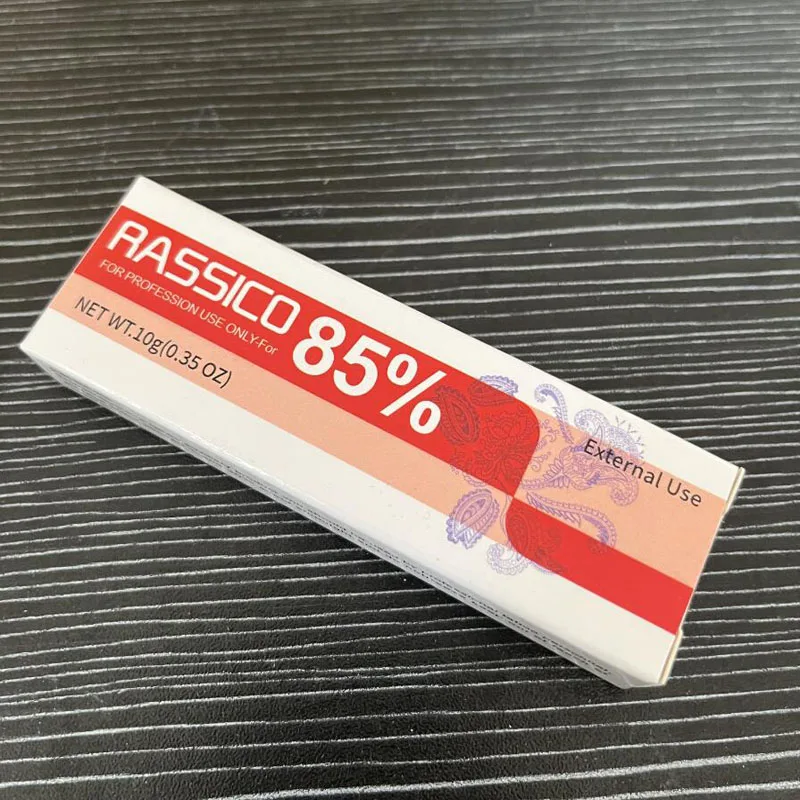 RASSICO
FOR PROFESSION USE ONLY-For
85%
NET WT.10g(0.35 OZ)
External Use